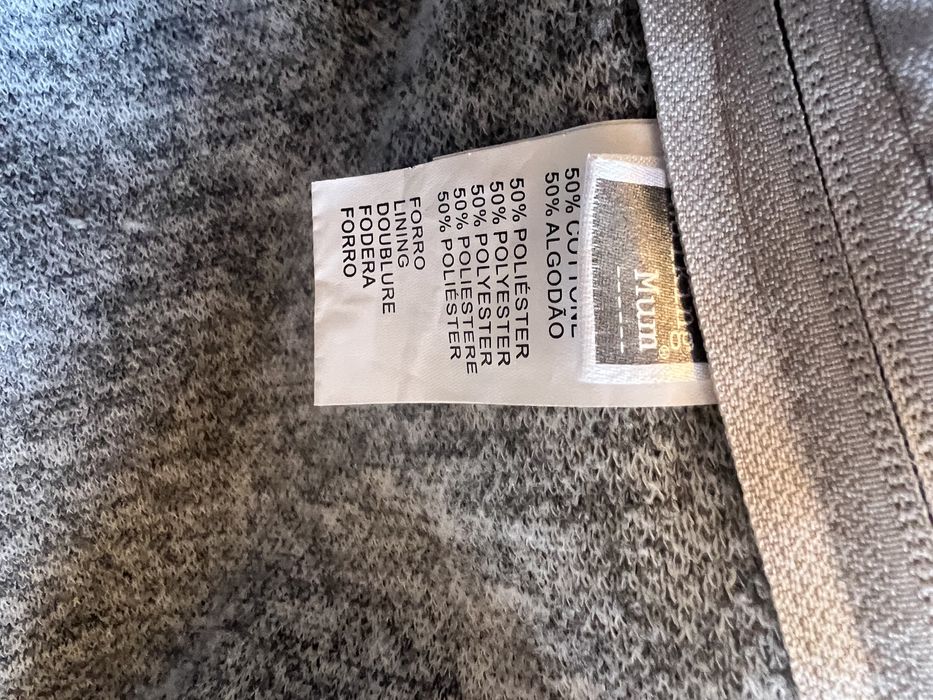 Mum®
50% COTTONE
50% ALGODÃO
50% POLIÉSTER
50% POLYESTER
50% POLYESTER
50% POLIESTERE
50% POLIÉSTER
FORRO
LINING
DOUBLURE
FODERA
FORRO